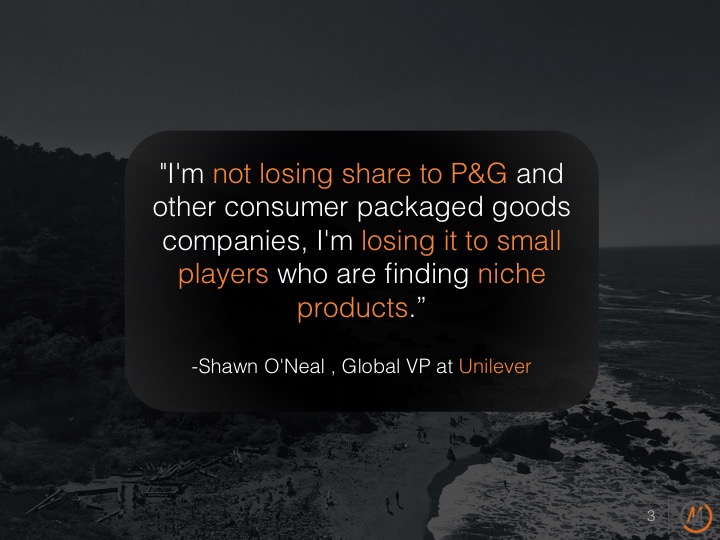 "I'm not losing share to P&G and
other consumer packaged goods
companies, I'm losing it to small
players who are finding niche
products.”
-Shawn O'Neal , Global VP at Unilever
3